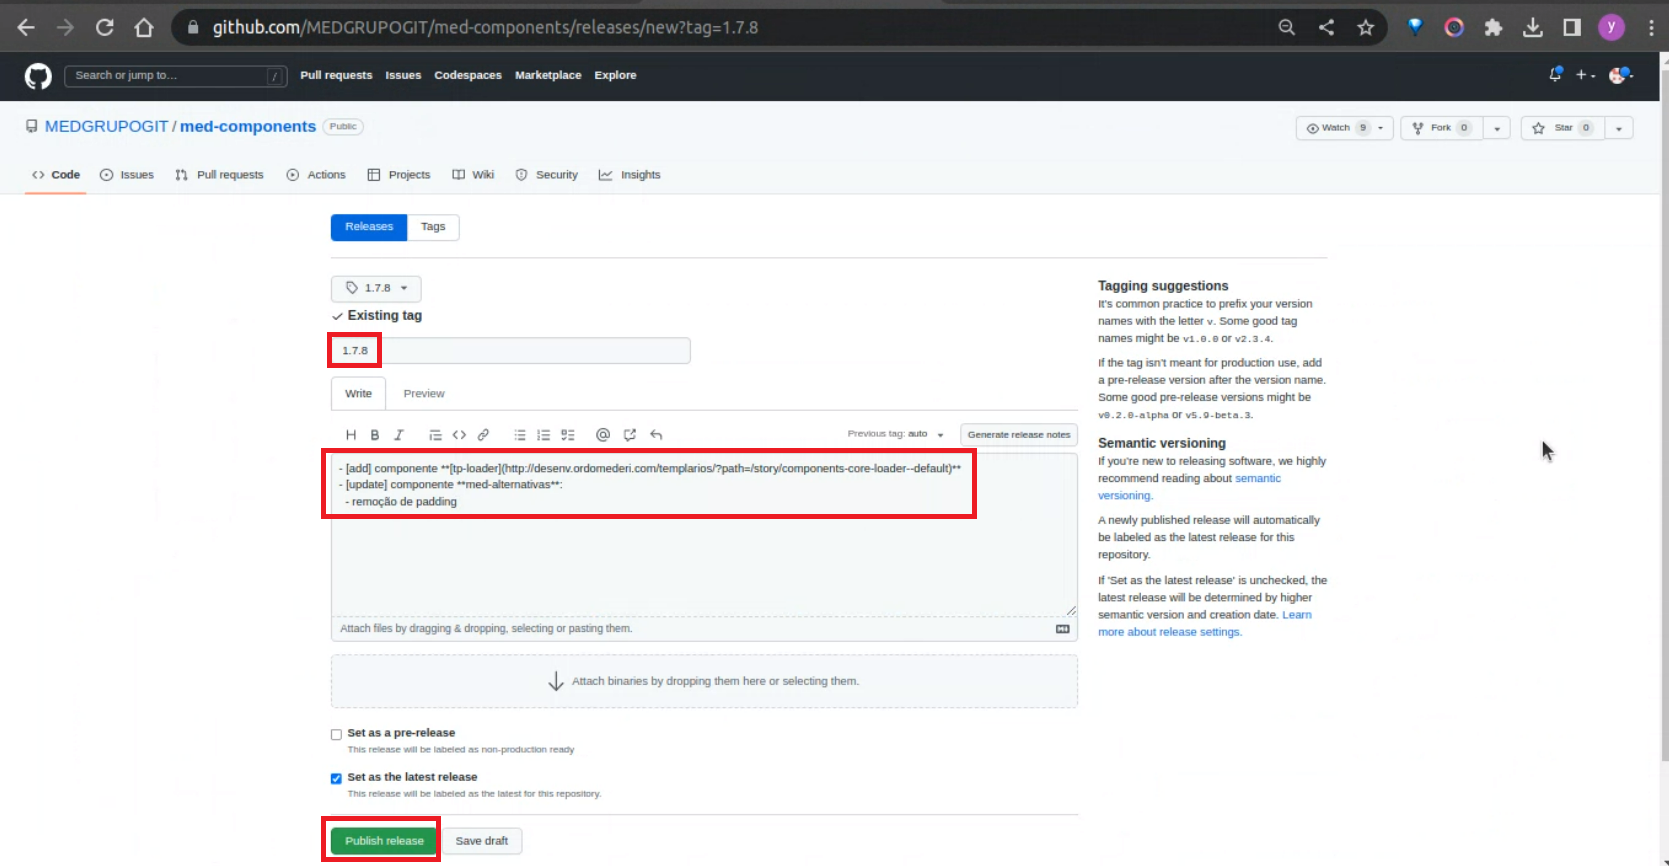 github.com/MEDGRUPOGIT/med-components/releases/new?tag=1.7.8
y
Search or jump to... /
Pull requests Issues Codespaces Marketplace Explore
MEDGRUPOGIT / med-components Public
Watch 9 Fork 0 Star 0
Code Issues Pull requests Actions Projects Wiki Security Insights
Releases Tags
1.7.8
Existing tag
1.7.8
Write Preview
H B I
Previous tag: auto
Generate release notes
- [add] componente **[tp-loader](http://desenv.ordomederi.com/templarios/?path=/story/components-core-loader--default)**
- [update] componente **med-alternativas**:
- remoção de padding
Attach files by dragging & dropping, selecting or pasting them.
Attach binaries by dropping them here or selecting them.
Set as a pre-release
This release will be labeled as non-production ready
Set as the latest release
This release will be labeled as the latest for this repository.
Publish release Save draft
Tagging suggestions
It's common practice to prefix your version
names with the letter v. Some good tag
names might be v1.0.0 or v2.3.4.
If the tag isn't meant for production use, add
a pre-release version after the version name.
Some good pre-release versions might be
v0.2.0-alpha or v5.9-beta.3.
Semantic versioning
If you're new to releasing software, we highly
recommend reading about semantic
versioning.
A newly published release will automatically
be labeled as the latest release for this
repository.
If 'Set as the latest release' is unchecked, the
latest release will be determined by higher
semantic version and creation date. Learn
more about release settings.